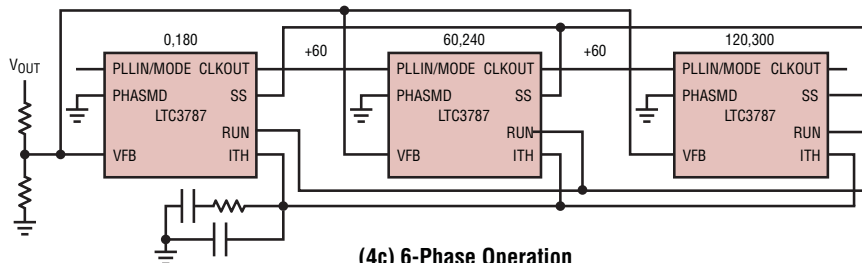 0,180
60,240
120,300
+60
+60
VOUT
PLLIN/MODE CLKOUT
PHASMD SS
LTC3787
RUN
VFB ITH
PLLIN/MODE CLKOUT
PHASMD SS
LTC3787
RUN
VFB ITH
PLLIN/MODE CLKOUT
PHASMD SS
LTC3787
RUN
VFB ITH
(4c) 6-Phase Operation